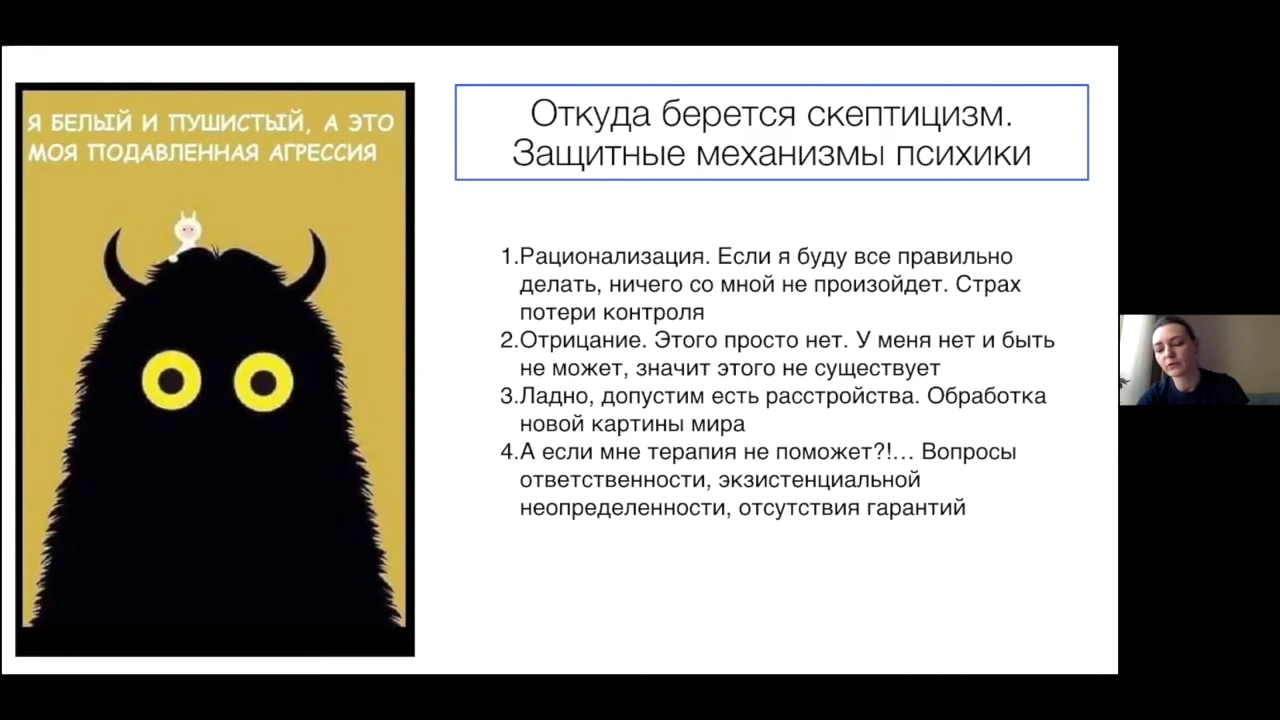 Я БЕЛЫЙ И ПУШИСТЫЙ, А ЭТО
МОЯ ПОДАВЛЕННАЯ АГРЕССИЯ
Откуда берется скептицизм.
Защитные механизмы психики
1.Рационализация. Если я буду все правильно
делать, ничего со мной не произойдет. Страх
потери контроля
2.Отрицание. Этого просто нет. У меня нет и быть
не может, значит этого не существует
3.Ладно, допустим есть расстройства. Обработка
новой картины мира
4.А если мне терапия не поможет?!... Вопросы
ответственности, экзистенциальной
неопределенности, отсутствия гарантий